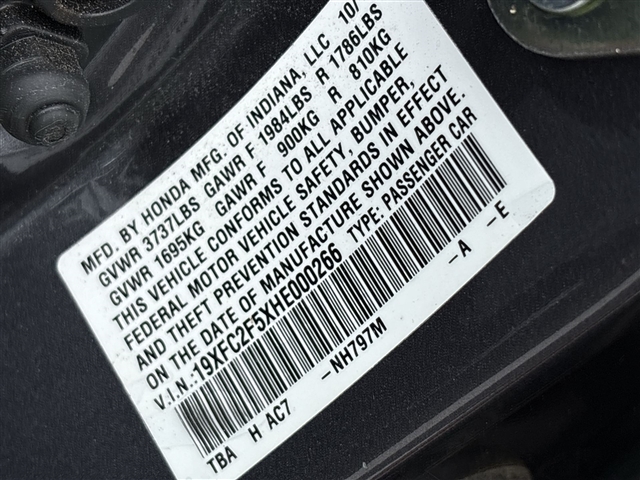 MFD. BY HONDA MFG. OF INDIANA, LLC 10/
GVWR 3737LBS GAWR F 1984LBS R 1786LBS
GVWR 1695KG GAWR F 900KG R 810KG
THIS VEHICLE CONFORMS TO ALL APPLICABLE
FEDERAL MOTOR VEHICLE SAFETY, BUMPER,
AND THEFT PREVENTION STANDARDS IN EFFECT
ON THE DATE OF MANUFACTURE SHOWN ABOVE.
V.I.N.:19XFC2F5XHE000266 TYPE: PASSENGER CAR
TBA H AC7 -NH797M -A -E